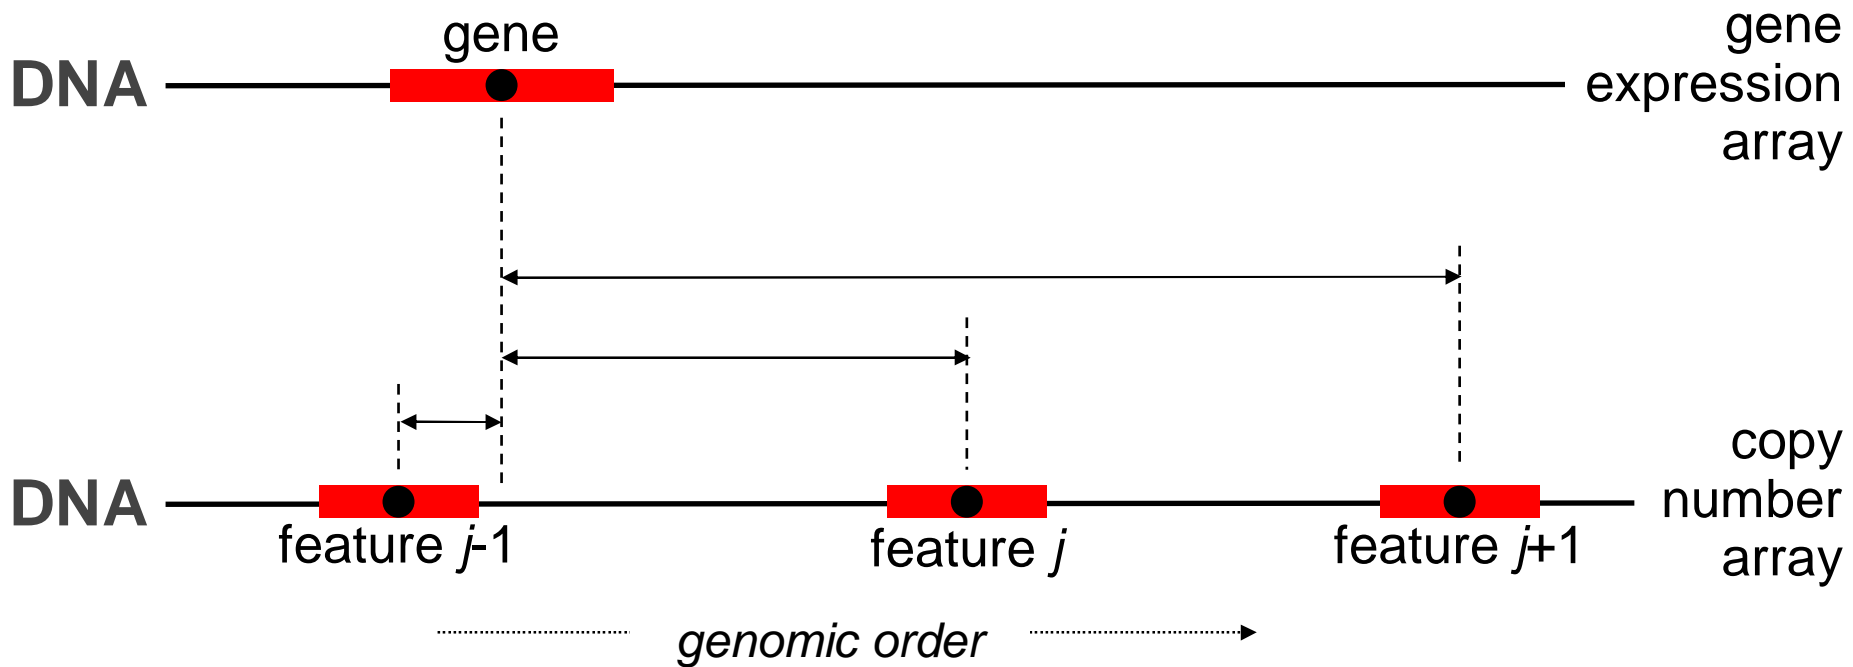 gene
DNA
gene
expression
array
DNA
copy
number
array
feature j-1
feature j
feature j+1
genomic order